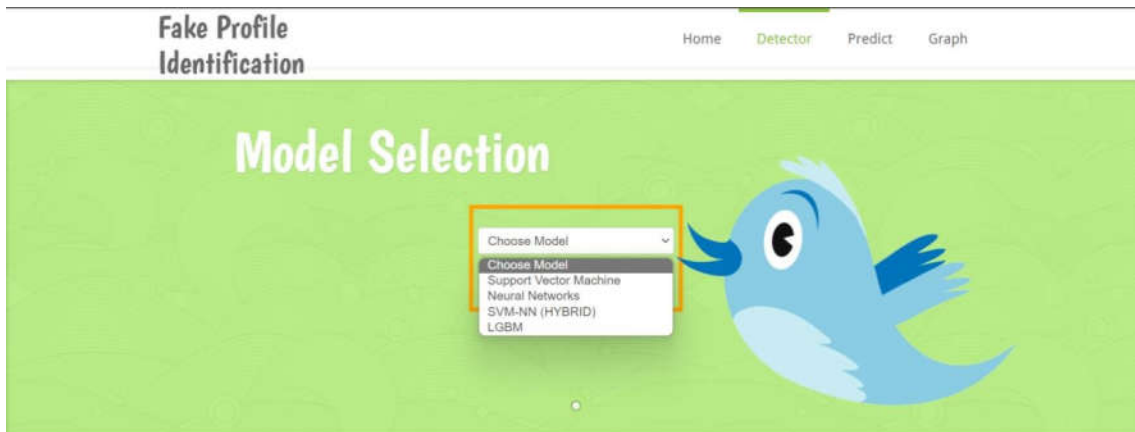 Fake Profile
Identification
Home Detector Predict Graph
Model Selection
Choose Model
Choose Model
Support Vector Machine
Neural Networks
SVM-NN (HYBRID)
LGBM